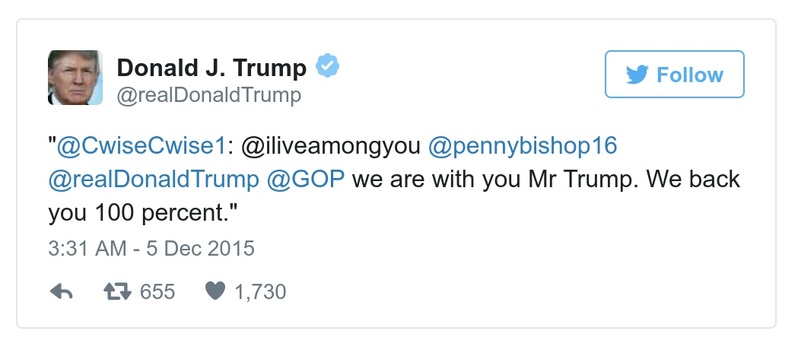 Donald J. Trump
@realDonaldTrump
Follow
"@CwiseCwise1: @iliveamongyou @pennybishop16
@realDonaldTrump @GOP we are with you Mr Trump. We back
you 100 percent."
3:31 AM - 5 Dec 2015
655 1,730